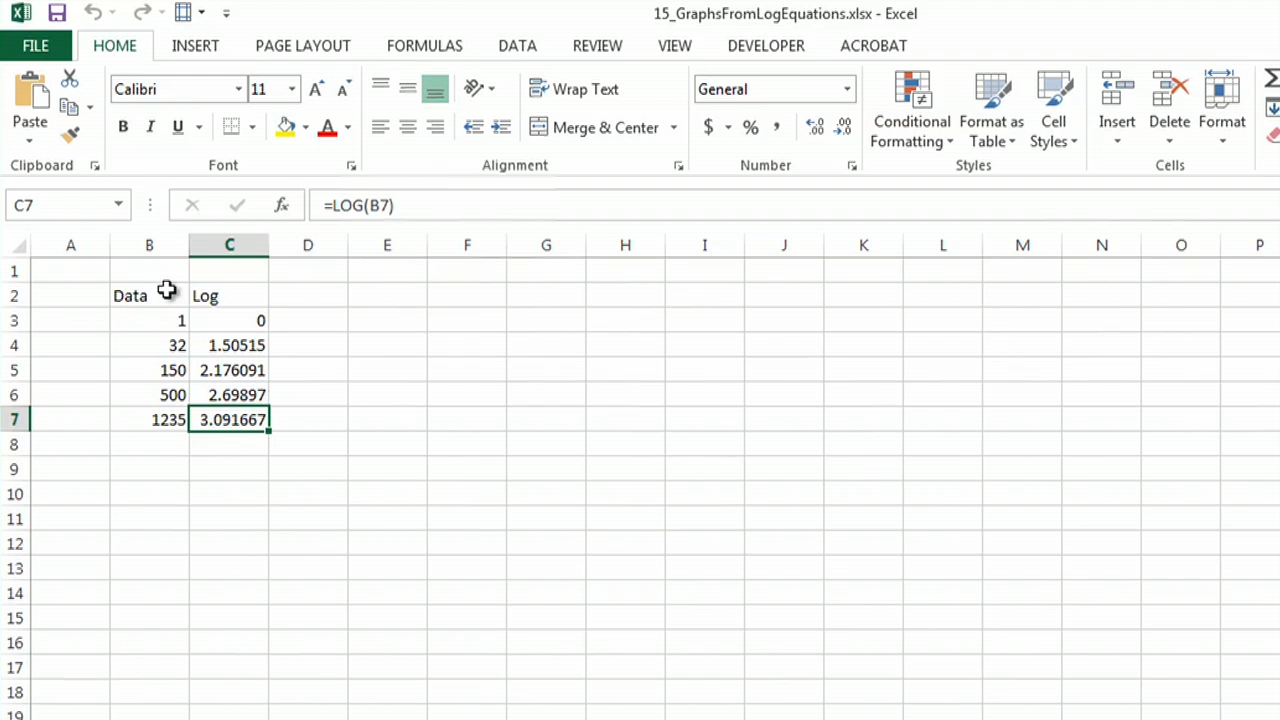 15_GraphsFromLogEquations.xlsx - Excel
FILE HOME INSERT PAGE LAYOUT FORMULAS DATA REVIEW VIEW DEVELOPER ACROBAT
Calibri 11 Wrap Text General
Paste B I U A Merge & Center $ % , Conditional Formatting Format as Table Cell Styles Insert Delete Format
Clipboard Font Alignment Number Styles Cells
C7 fx =LOG(B7)
A B C D E F G H I J K L M N O P
1
2 Data Log
3 1 0
4 32 1.50515
5 150 2.176091
6 500 2.69897
7 1235 3.091667
8
9
10
11
12
13
14
15
16
17
18
19